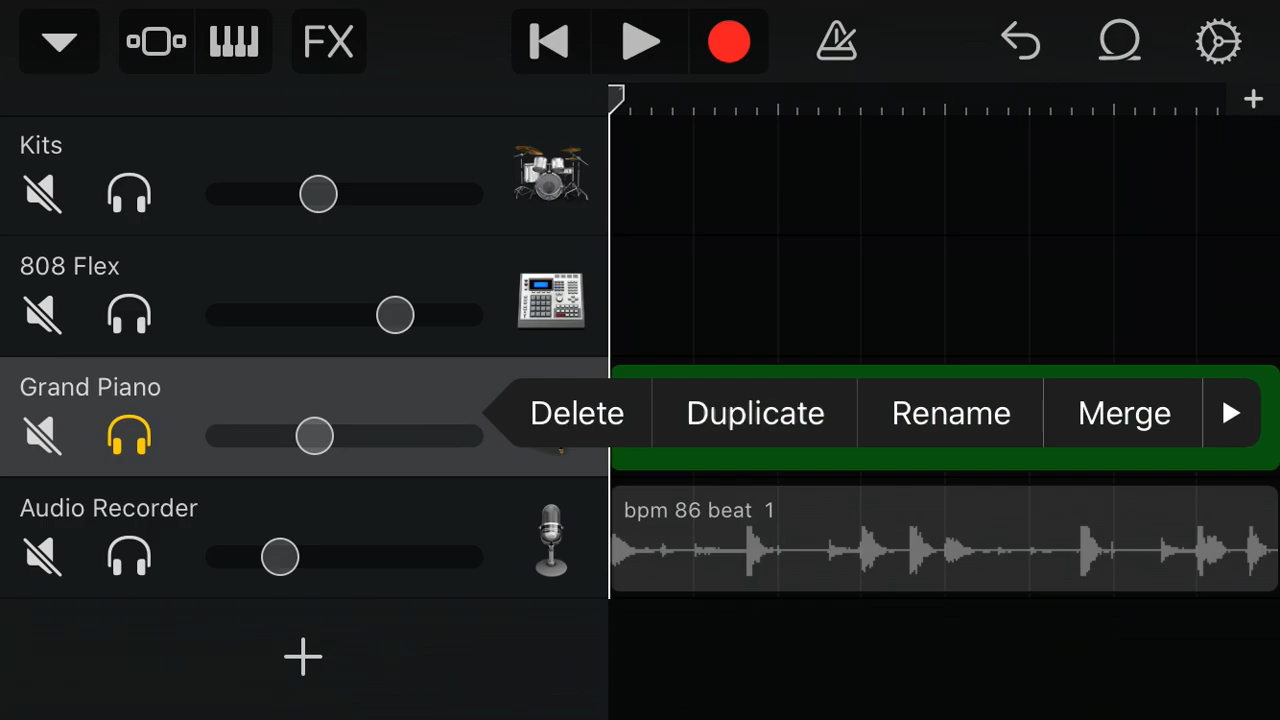 FX
Kits
808 Flex
Grand Piano
Delete Duplicate Rename Merge
Audio Recorder
bpm 86 beat 1